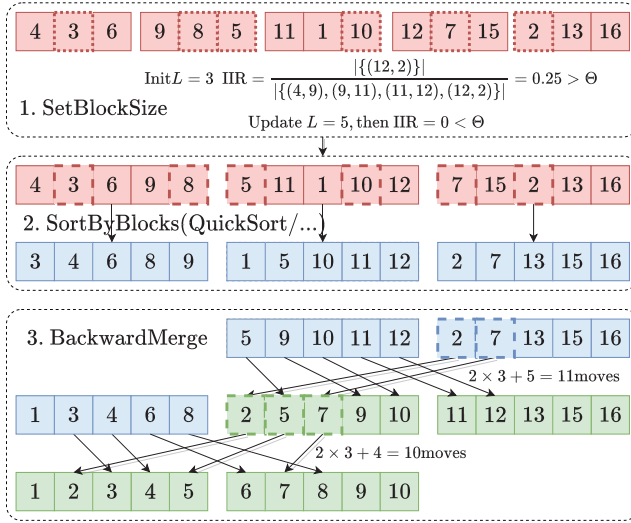 4 3 6 9 8 5 11 1 10 12 7 15 2 13 16
Init L = 3 IIR = |{(12, 2)}| / |{(4, 9), (9, 11), (11, 12), (12, 2)}| = 0.25 > Θ
1. SetBlockSize
Update L = 5, then IIR = 0 < Θ
4 3 6 9 8 5 11 1 10 12 7 15 2 13 16
2. SortByBlocks(QuickSort/...)
3 4 6 8 9 1 5 10 11 12 2 7 13 15 16
3. BackwardMerge
5 9 10 11 12 2 7 13 15 16
2 × 3 + 5 = 11moves
1 3 4 6 8 2 5 7 9 10 11 12 13 15 16
2 × 3 + 4 = 10moves
1 2 3 4 5 6 7 8 9 10